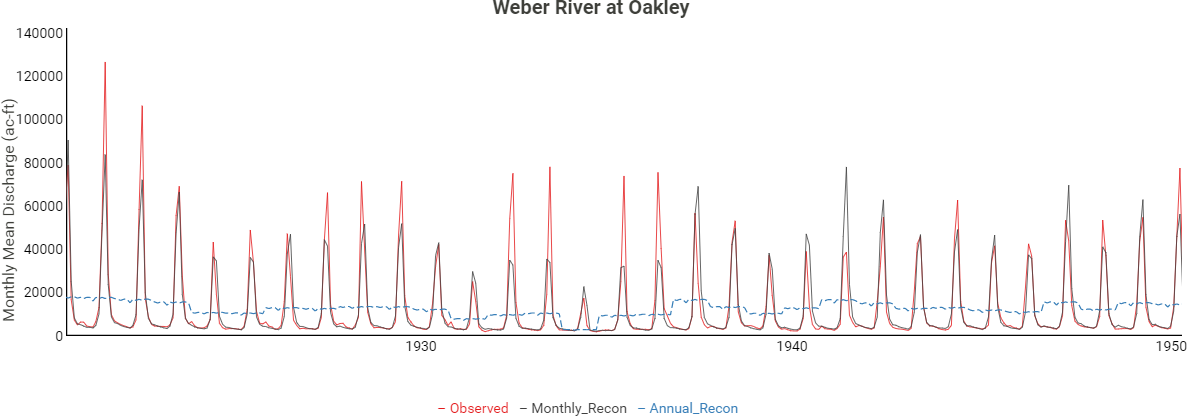 Weber River at Oakley
Monthly Mean Discharge (ac-ft)
140000
120000
100000
80000
60000
40000
20000
0
1930 1940 1950
Observed Monthly_Recon Annual_Recon